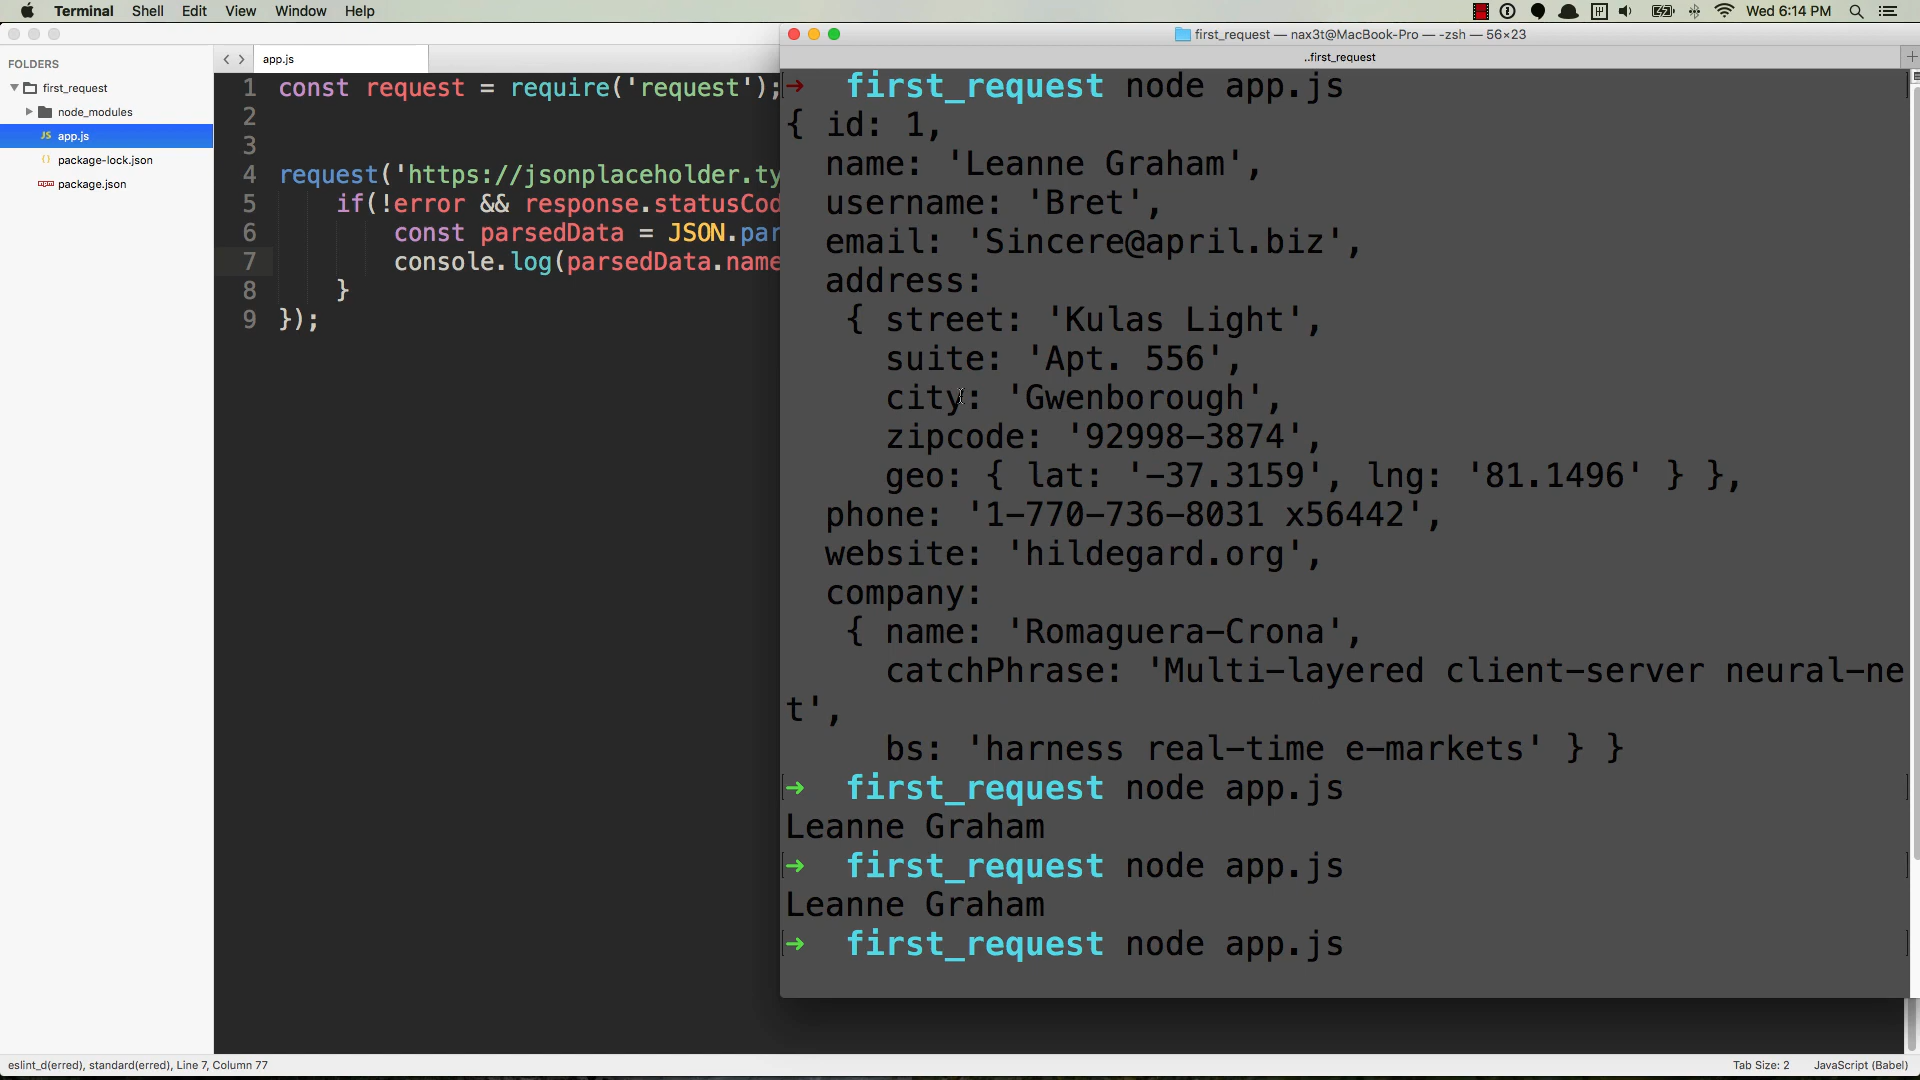 Terminal Shell Edit View Window Help
Wed 6:14 PM
first_request — nax3t@MacBook-Pro — -zsh — 56×23
..first_request
FOLDERS
first_request
node_modules
app.js
package-lock.json
package.json
app.js
1 const request = require('request');
2
3
4 request('https://jsonplaceholder.ty
5 if(!error && response.statusCod
6 const parsedData = JSON.par
7 console.log(parsedData.name
8 }
9 });
➜ first_request node app.js
{ id: 1,
name: 'Leanne Graham',
username: 'Bret',
email: 'Sincere@april.biz',
address:
{ street: 'Kulas Light',
suite: 'Apt. 556',
city: 'Gwenborough',
zipcode: '92998-3874',
geo: { lat: '-37.3159', lng: '81.1496' } },
phone: '1-770-736-8031 x56442',
website: 'hildegard.org',
company:
{ name: 'Romaguera-Crona',
catchPhrase: 'Multi-layered client-server neural-ne
t',
bs: 'harness real-time e-markets' } }
➜ first_request node app.js
Leanne Graham
➜ first_request node app.js
Leanne Graham
➜ first_request node app.js
eslint_d(erred), standard(erred), Line 7, Column 77
Tab Size: 2 JavaScript (Babel)